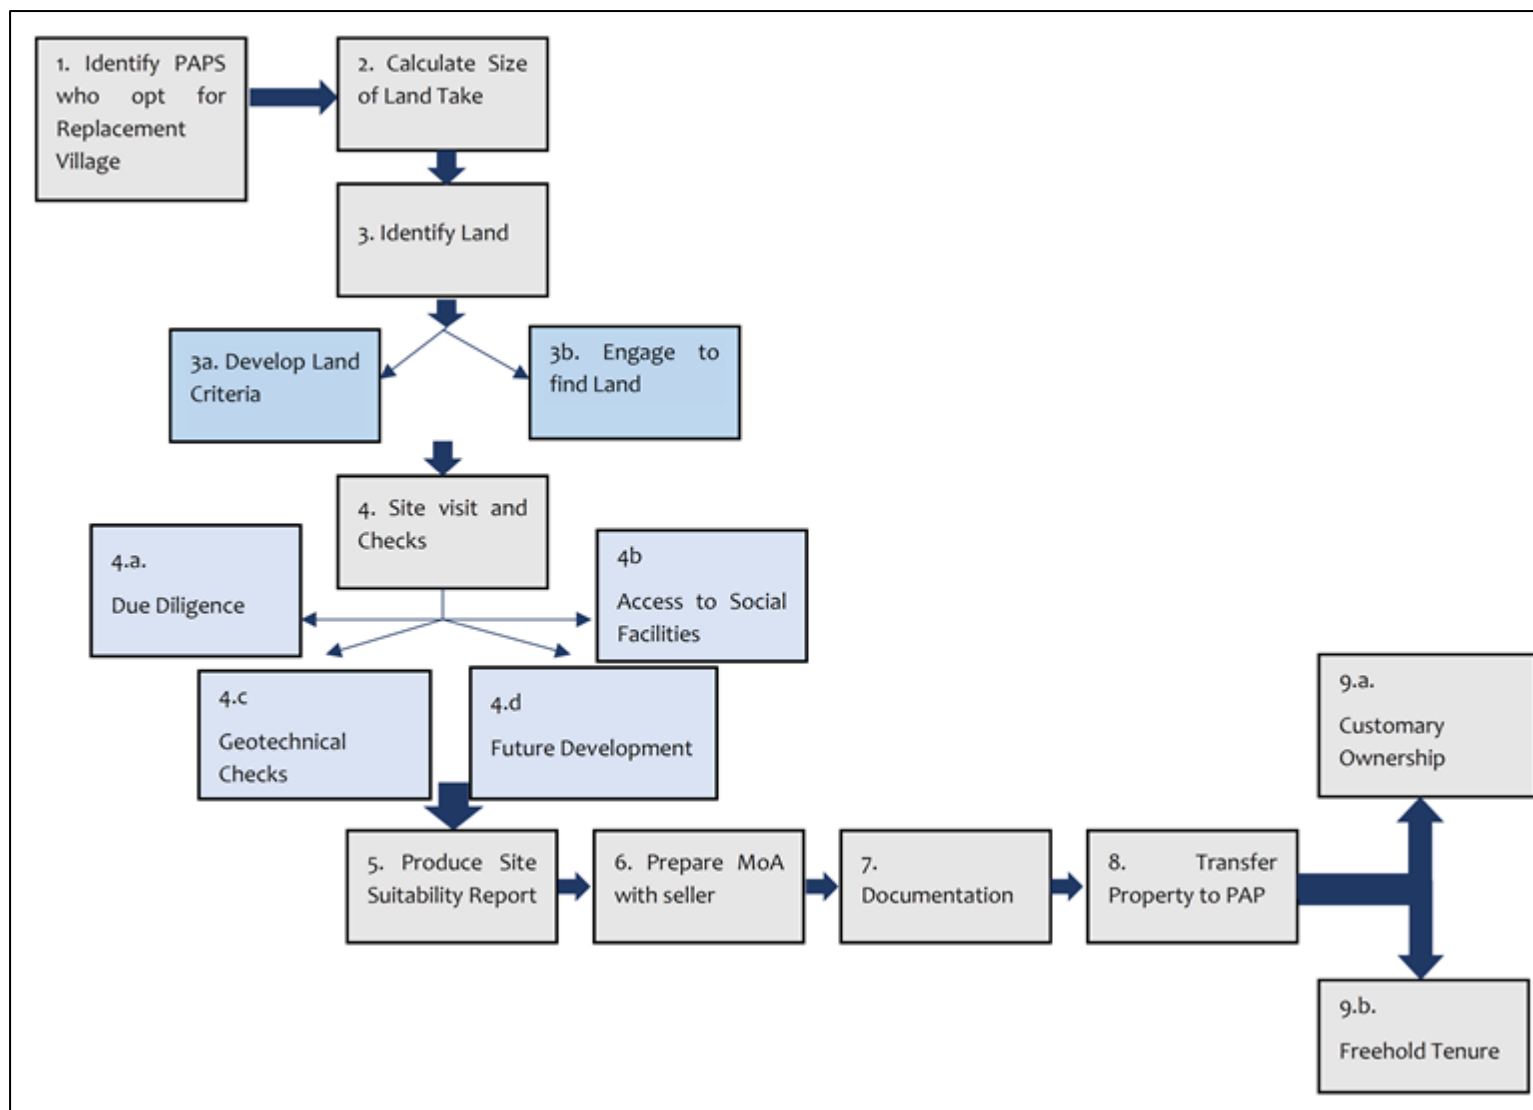 1. Identify PAPS
who opt for
Replacement
Village
2. Calculate Size
of Land Take
3. Identify Land
3a. Develop Land
Criteria
3b. Engage to
find Land
4. Site visit and
Checks
4.a.
Due Diligence
4b
Access to Social
Facilities
4.c
Geotechnical
Checks
4.d
Future Development
5. Produce Site
Suitability Report
6. Prepare MoA
with seller
7.
Documentation
8. Transfer
Property to PAP
9.a.
Customary
Ownership
9.b.
Freehold Tenure